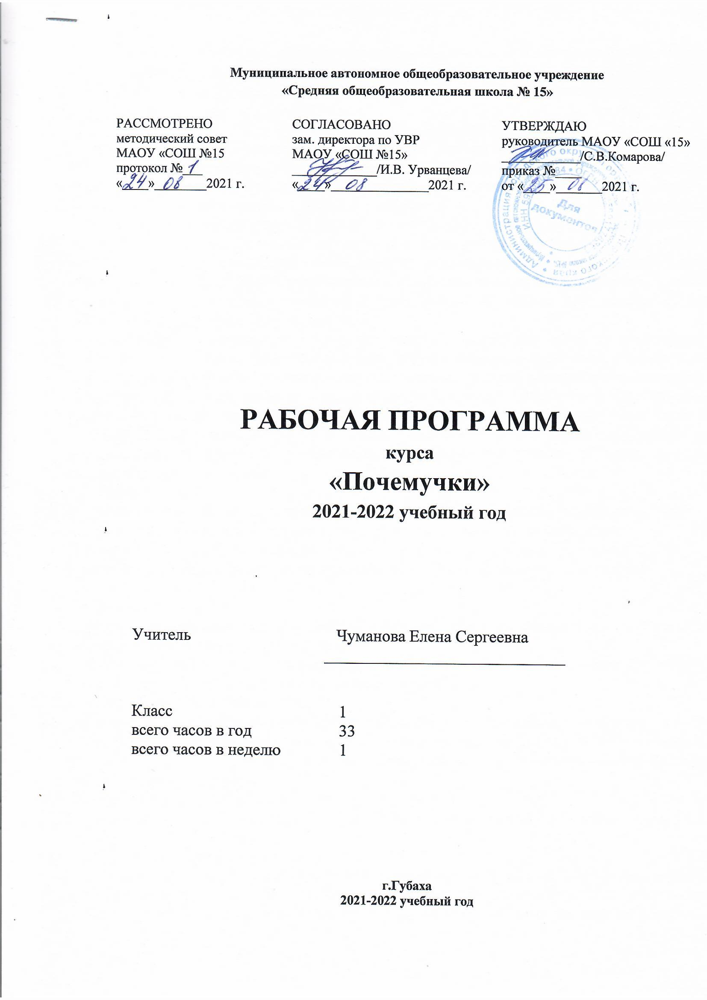 Муниципальное автономное общеобразовательное учреждение
«Средняя общеобразовательная школа № 15»
РАССМОТРЕНО
методический совет
МАОУ «СОШ №15
протокол № 1
«24» 08 2021 г.
СОГЛАСОВАНО
зам. директора по УВР
МАОУ «СОШ №15»
/И.В. Урванцева/
«24» 08 2021 г.
УТВЕРЖДАЮ
руководитель МАОУ «СОШ «15»
/С.В.Комарова/
приказ №
от «25» 08 2021 г.
Для
документов
Администрация городского округа
РАБОЧАЯ ПРОГРАММА
курса
«Почемучки»
2021-2022 учебный год
Учитель Чуманова Елена Сергеевна
Класс 1
всего часов в год 33
всего часов в неделю 1
г.Губаха
2021-2022 учебный год